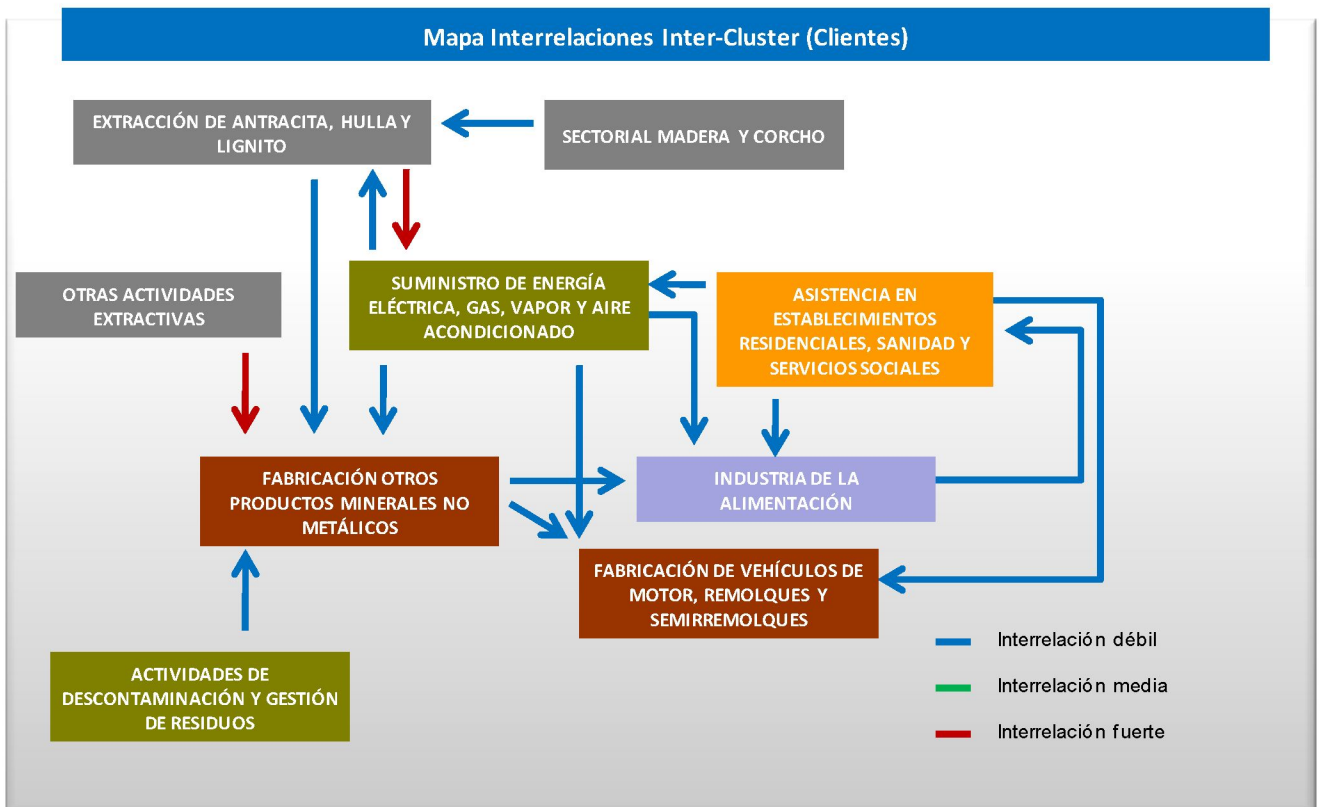 Mapa Interrelaciones Inter-Cluster (Clientes)
EXTRACCIÓN DE ANTRACITA, HULLA Y
LIGNITO
SECTORIAL MADERA Y CORCHO
OTRAS ACTIVIDADES
EXTRACTIVAS
SUMINISTRO DE ENERGÍA
ELÉCTRICA, GAS, VAPOR Y AIRE
ACONDICIONADO
ASISTENCIA EN
ESTABLECIMIENTOS
RESIDENCIALES, SANIDAD Y
SERVICIOS SOCIALES
FABRICACIÓN OTROS
PRODUCTOS MINERALES NO
METÁLICOS
INDUSTRIA DE LA
ALIMENTACIÓN
FABRICACIÓN DE VEHÍCULOS DE
MOTOR, REMOLQUES Y
SEMIRREMOLQUES
ACTIVIDADES DE
DESCONTAMINACIÓN Y GESTIÓN
DE RESIDUOS
Interrelación débil
Interrelación media
Interrelación fuerte